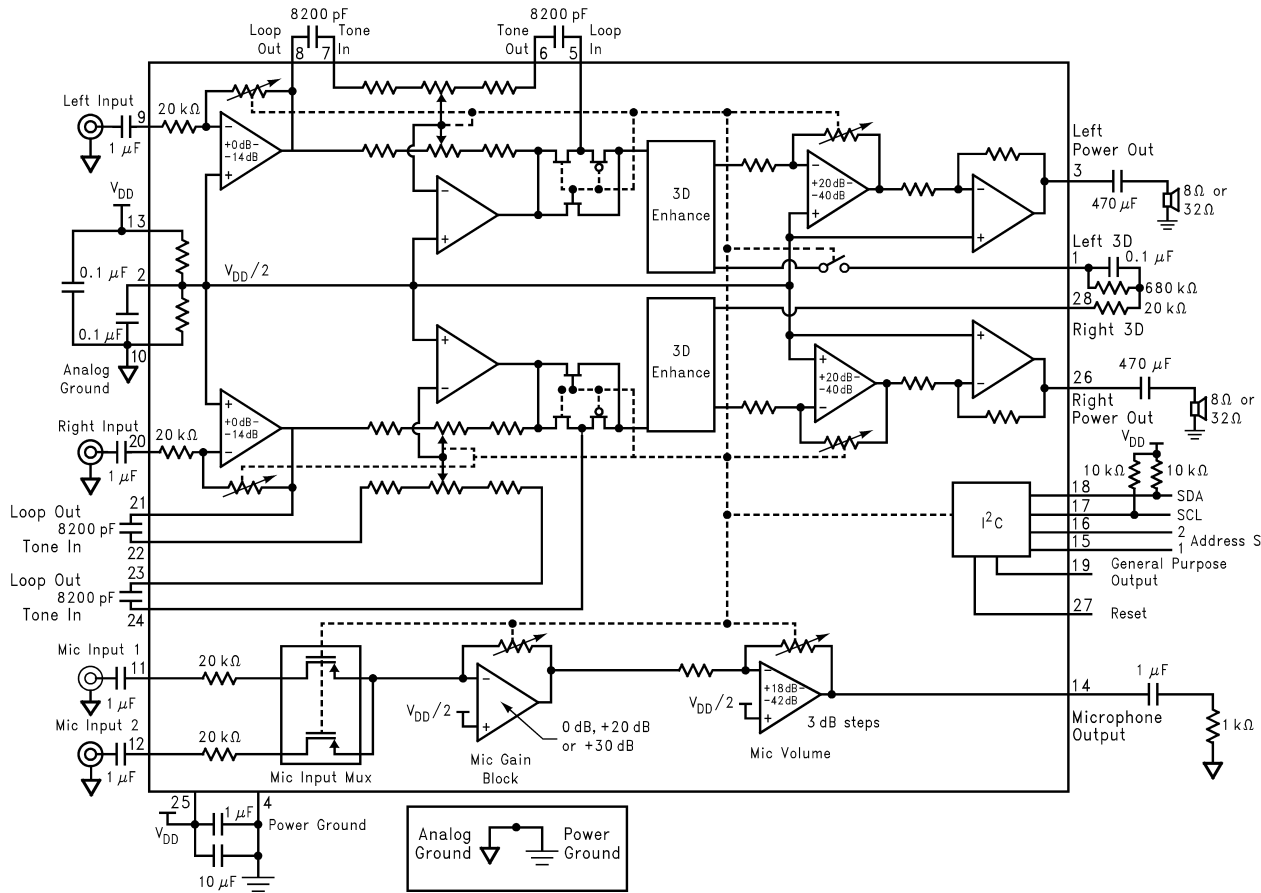 8200 pF
8200 pF
Loop Out
Tone In
Tone Out
Loop In
8
7
6
5
Left Input
9
20 kΩ
1 µF
+0dB-
-14dB
VDD
13
2
VDD/2
0.1 µF
0.1 µF
10
Analog
Ground
3D
Enhance
+20dB-
-40dB
Left
Power Out
3
470 µF
8Ω or
32Ω
Left 3D
1
0.1 µF
680 kΩ
28
20 kΩ
Right 3D
3D
Enhance
+20dB-
-40dB
470 µF
26
Right
Power Out
8Ω or
32Ω
Right Input
20
20 kΩ
1 µF
+0dB-
-14dB
VDD
10 kΩ
10 kΩ
21
Loop Out
8200 pF
Tone In
22
23
Loop Out
8200 pF
Tone In
24
I²C
18
SDA
17
SCL
16
2
15
1
Address S
19
General Purpose
Output
27
Reset
Mic Input 1
11
20 kΩ
1 µF
Mic Input 2
12
20 kΩ
1 µF
Mic Input Mux
VDD/2
0 dB, +20 dB
or +30 dB
Mic Gain
Block
VDD/2
+18dB-
-42dB
3 dB steps
Mic Volume
14
Microphone
Output
1 µF
1 kΩ
25
4
1 µF
VDD
Power Ground
10 µF
Analog
Ground
Power
Ground